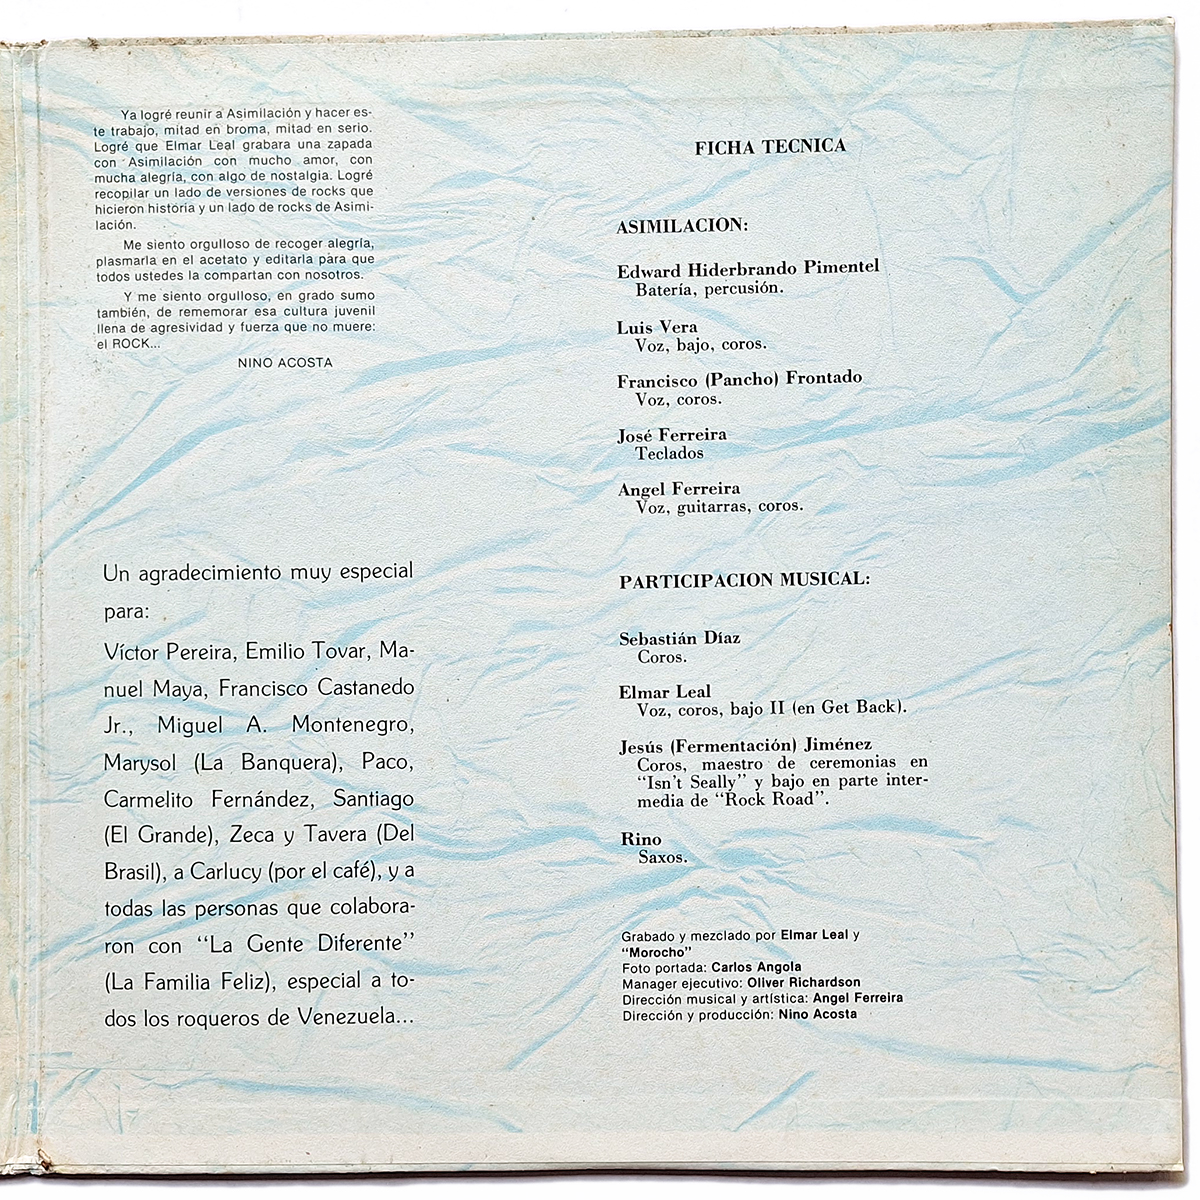 Ya logré reunir a Asimilación y hacer es-
te trabajo, mitad en broma, mitad en serio.
Logré que Elmar Leal grabara una zapada
con Asimilación con mucho amor, con
mucha alegría, con algo de nostalgia. Logré
recopilar un lado de versiones de rocks que
hicieron historia y un lado de rocks de Asimi-
lación.
Me siento orgulloso de recoger alegría,
plasmarla en el acetato y editarla para que
todos ustedes la compartan con nosotros.
Y me siento orgulloso, en grado sumo
también, de rememorar esa cultura juvenil
llena de agresividad y fuerza que no muere:
el ROCK...
NINO ACOSTA
Un agradecimiento muy especial
para:
Víctor Pereira, Emilio Tovar, Ma-
nuel Maya, Francisco Castanedo
Jr., Miguel A. Montenegro,
Marysol (La Banquera), Paco,
Carmelito Fernández, Santiago
(El Grande), Zeca y Tavera (Del
Brasil), a Carlucy (por el café), y a
todas las personas que colabora-
ron con “La Gente Diferente”
(La Familia Feliz), especial a to-
dos los roqueros de Venezuela...
FICHA TECNICA
ASIMILACION:
Edward Hiderbrando Pimentel
Batería, percusión.
Luis Vera
Voz, bajo, coros.
Francisco (Pancho) Frontado
Voz, coros.
José Ferreira
Teclados
Angel Ferreira
Voz, guitarras, coros.
PARTICIPACION MUSICAL:
Sebastián Díaz
Coros.
Elmar Leal
Voz, coros, bajo II (en Get Back).
Jesús (Fermentación) Jiménez
Coros, maestro de ceremonias en
“Isn't Seally” y bajo en parte inter-
media de “Rock Road”.
Rino
Saxos.
Grabado y mezclado por Elmar Leal y
“Morocho”
Foto portada: Carlos Angola
Manager ejecutivo: Oliver Richardson
Dirección musical y artística: Angel Ferreira
Dirección y producción: Nino Acosta